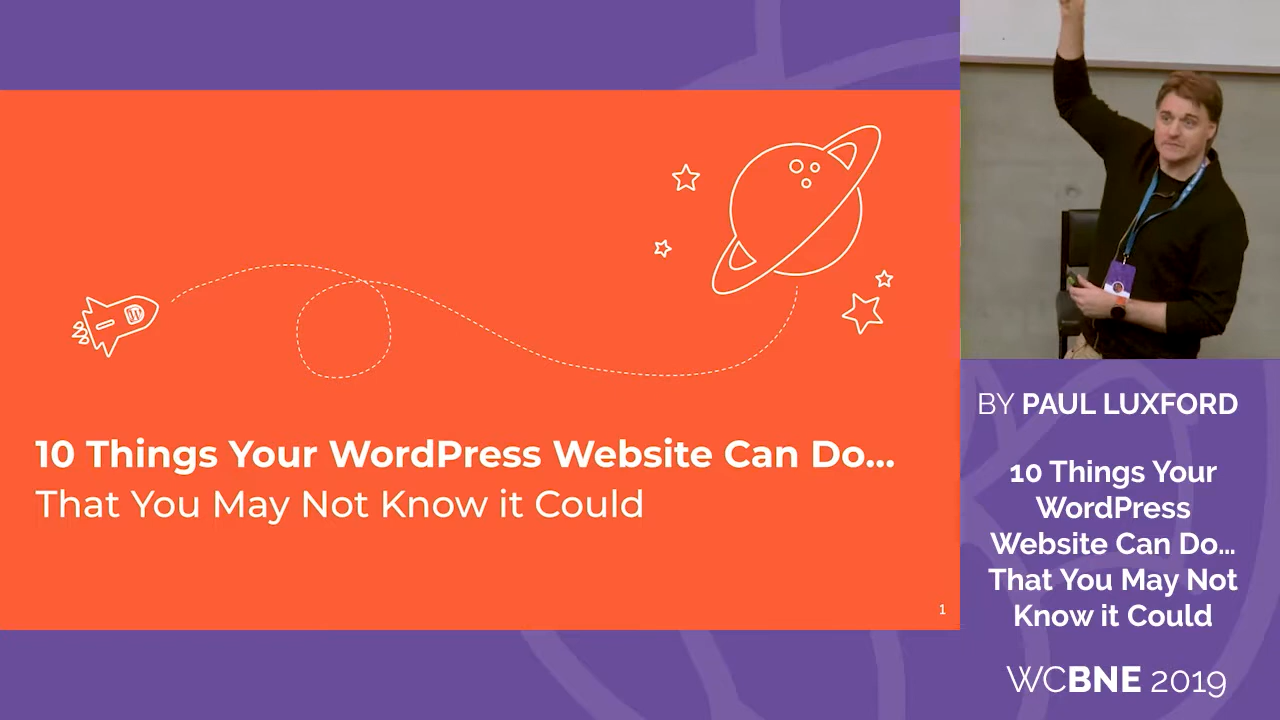 10 Things Your WordPress Website Can Do...
That You May Not Know it Could
1
BY PAUL LUXFORD
10 Things Your
WordPress
Website Can Do...
That You May Not
Know it Could
WCBNE 2019